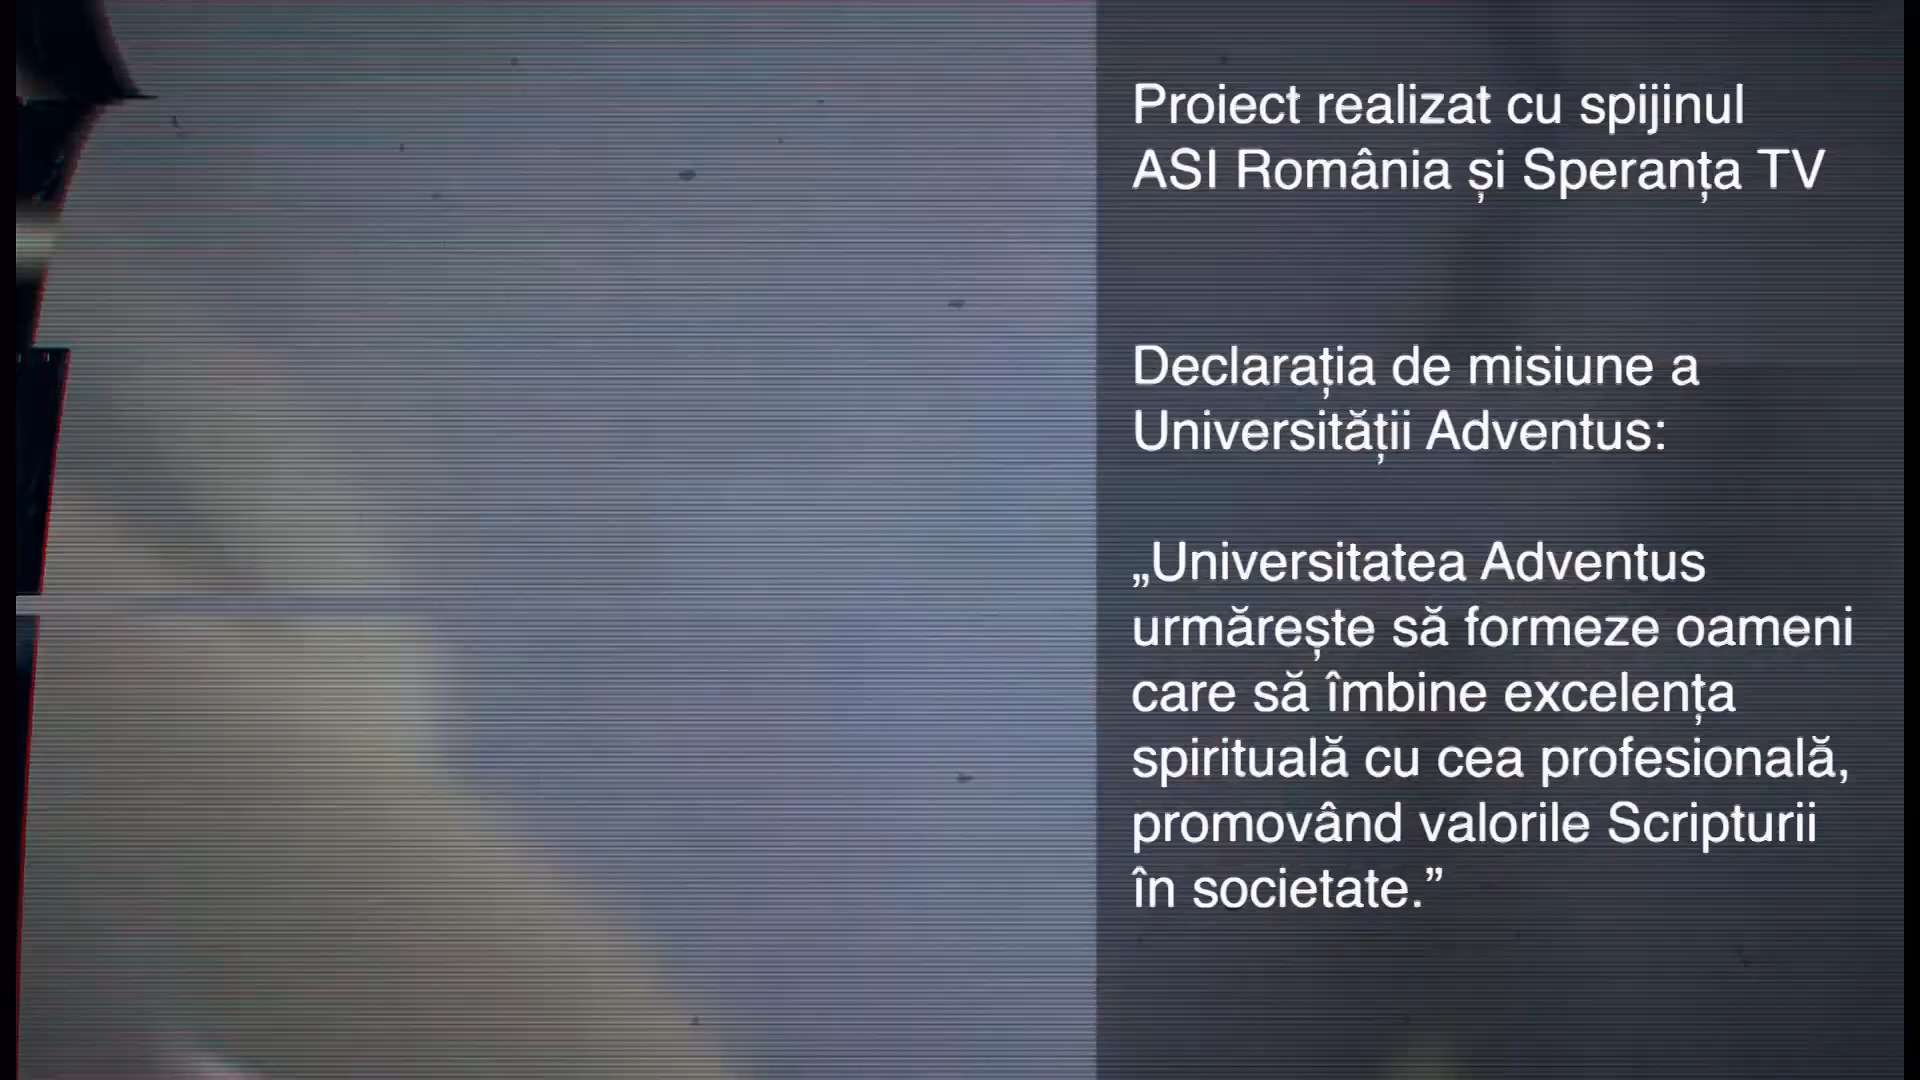 Proiect realizat cu spijinul
ASI România și Speranța TV
Declarația de misiune a
Universității Adventus:
„Universitatea Adventus
urmărește să formeze oameni
care să îmbine excelența
spirituală cu cea profesională,
promovând valorile Scripturii
în societate.”